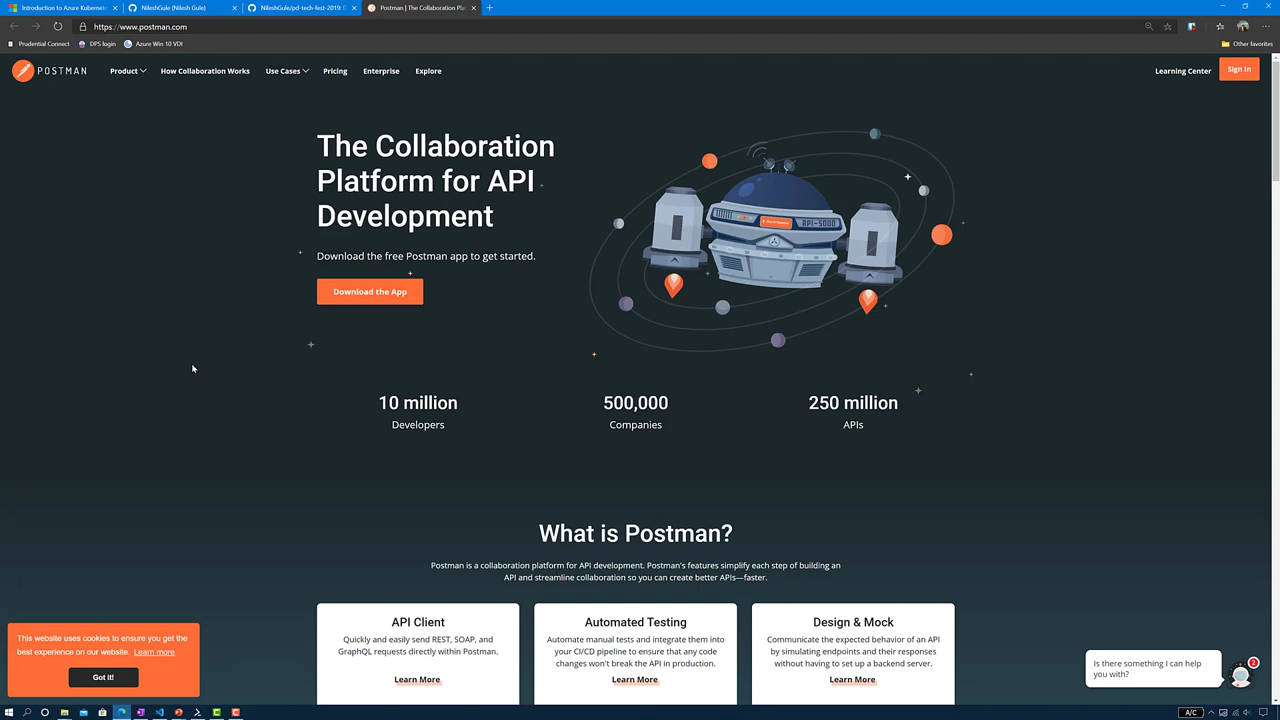 Introduction to Azure Kubernet
NileshGule (Nilesh Gule)
NileshGule/pd-tech-fest-2019: D
Postman | The Collaboration Pl
https://www.postman.com
Prudential Connect
DPS login
Azure Win 10 VDI
Other favorites
POSTMAN
Product
How Collaboration Works
Use Cases
Pricing
Enterprise
Explore
Learning Center
Sign In
The Collaboration
Platform for API
Development
Download the free Postman app to get started.
Download the App
API-5000
10 million
Developers
500,000
Companies
250 million
APIs
What is Postman?
Postman is a collaboration platform for API development. Postman's features simplify each step of building an
API and streamline collaboration so you can create better APIs—faster.
API Client
Quickly and easily send REST, SOAP, and
GraphQL requests directly within Postman.
Learn More
Automated Testing
Automate manual tests and integrate them into
your CI/CD pipeline to ensure that any code
changes won't break the API in production.
Learn More
Design & Mock
Communicate the expected behavior of an API
by simulating endpoints and their responses
without having to set up a backend server.
Learn More
This website uses cookies to ensure you get the
best experience on our website. Learn more
Got it!
Is there something I can help
you with?
2
A/C